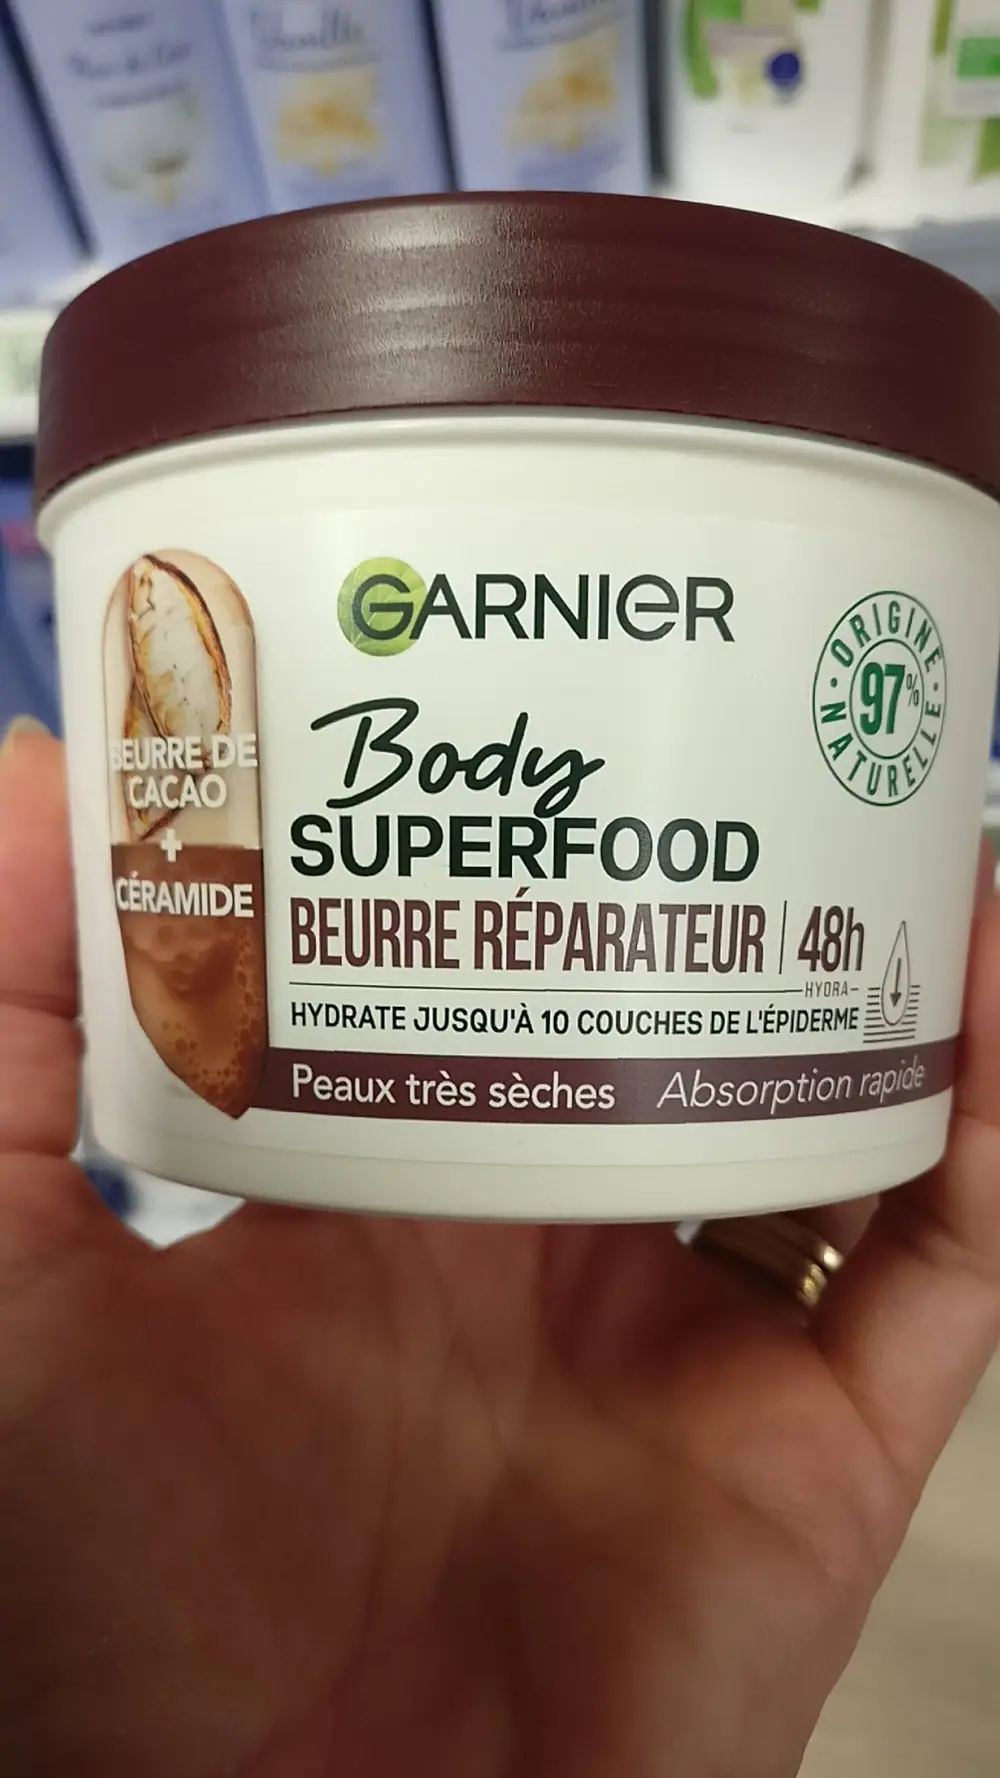 GARNIER
ORIGINE
97%
NATURELLE
Body
SUPERFOOD
BEURRE DE
CACAO
+
CÉRAMIDE
BEURRE RÉPARATEUR | 48h
HYDRA
HYDRATE JUSQU'À 10 COUCHES DE L'ÉPIDERME
Peaux très sèches Absorption rapide